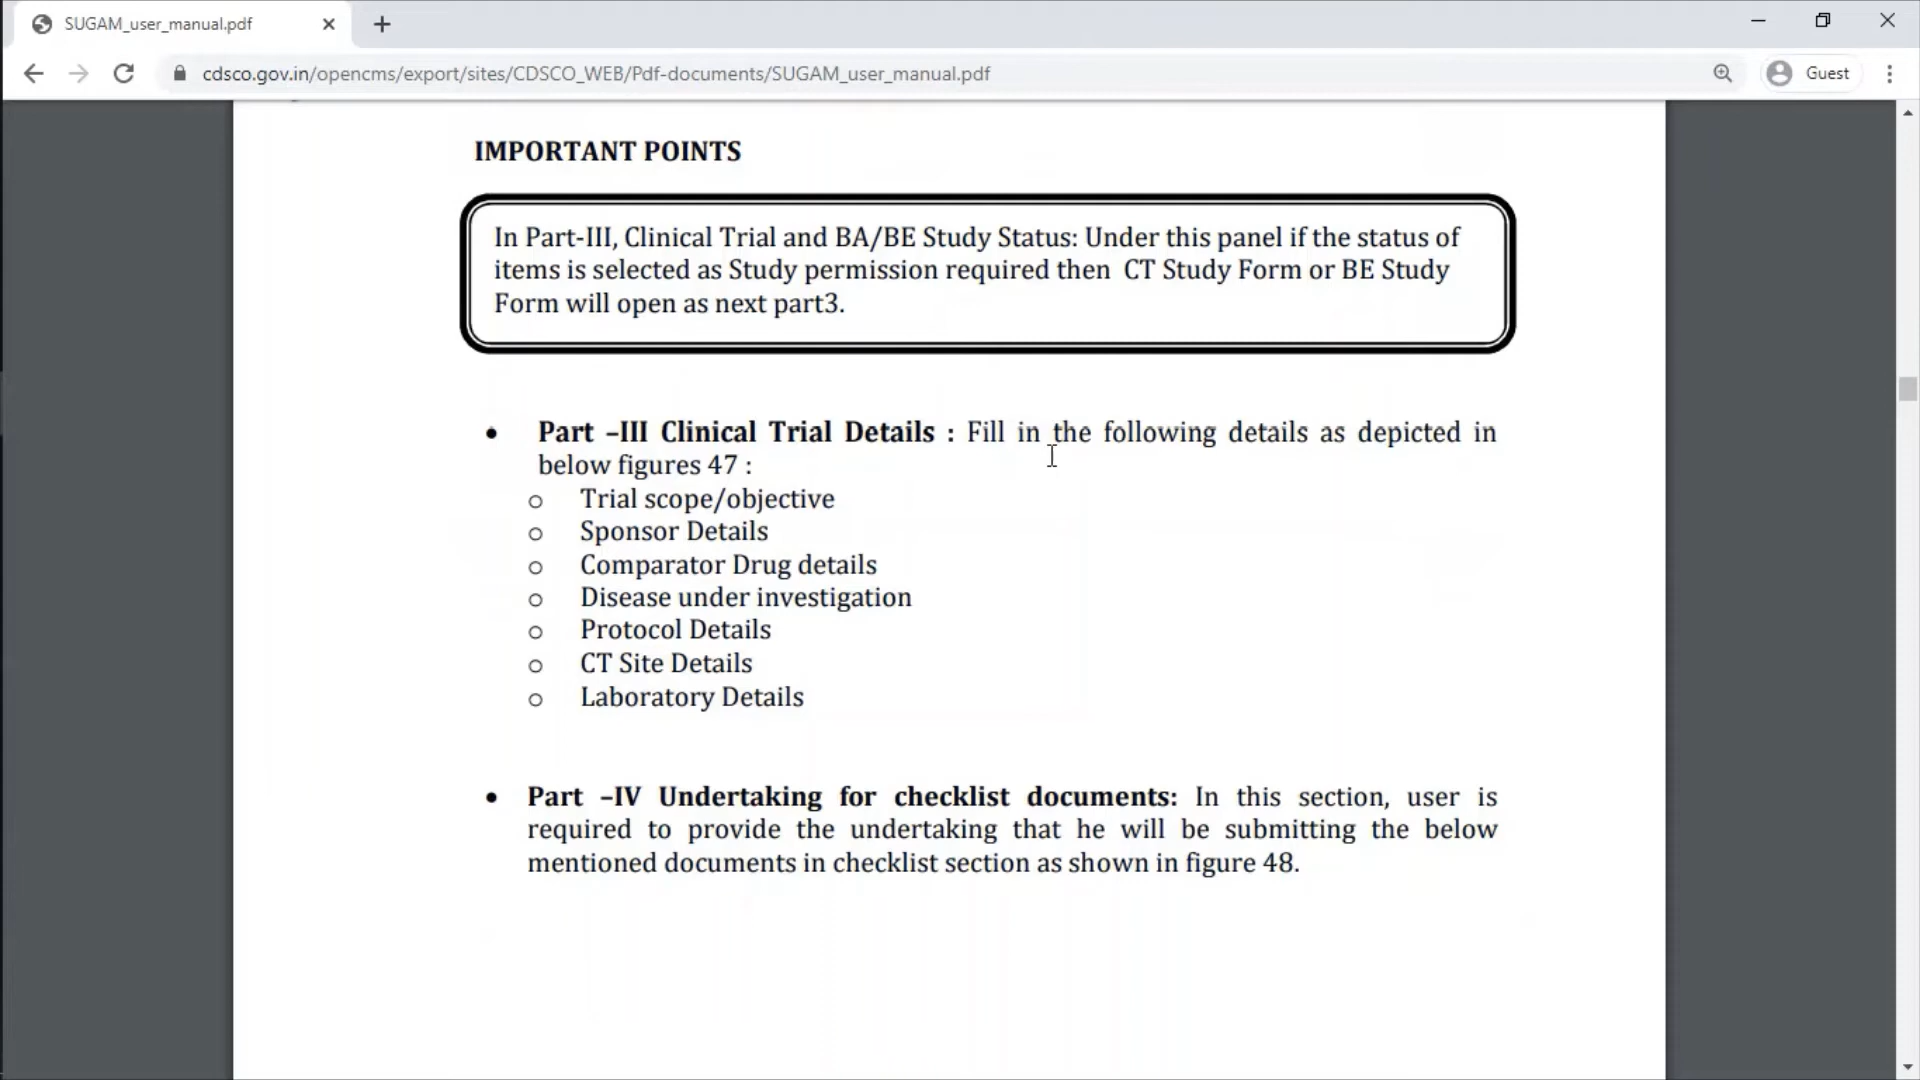 SUGAM_user_manual.pdf
cdsco.gov.in/opencms/export/sites/CDSCO_WEB/Pdf-documents/SUGAM_user_manual.pdf
Guest
IMPORTANT POINTS
In Part-III, Clinical Trial and BA/BE Study Status: Under this panel if the status of
items is selected as Study permission required then CT Study Form or BE Study
Form will open as next part3.
• Part –III Clinical Trial Details : Fill in the following details as depicted in
below figures 47 :
o Trial scope/objective
o Sponsor Details
o Comparator Drug details
o Disease under investigation
o Protocol Details
o CT Site Details
o Laboratory Details
• Part –IV Undertaking for checklist documents: In this section, user is
required to provide the undertaking that he will be submitting the below
mentioned documents in checklist section as shown in figure 48.